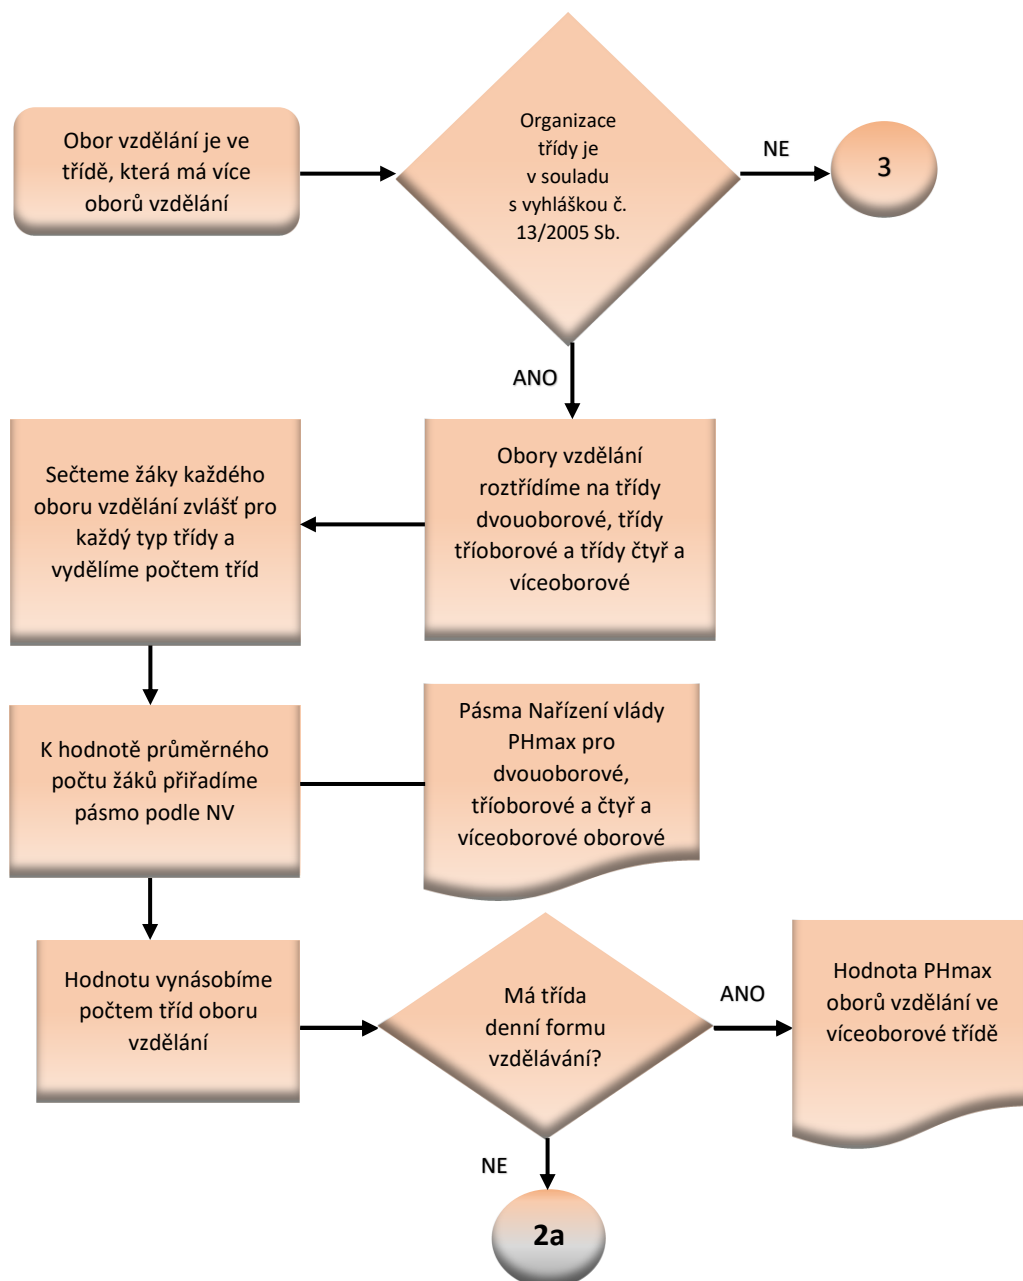 Obor vzdělání je ve
třídě, která má více
oborů vzdělání
Organizace
třídy je
v souladu
s vyhláškou č.
13/2005 Sb.
NE
3
ANO
Obory vzdělání
roztřídíme na třídy
dvouoborové, třídy
tříoborové a třídy čtyř a
víceoborové
Sečteme žáky každého
oboru vzdělání zvlášť pro
každý typ třídy a
vydělíme počtem tříd
K hodnotě průměrného
počtu žáků přiřadíme
pásmo podle NV
Pásma Nařízení vlády
PHmax pro
dvouoborové,
tříoborové a čtyř a
víceoborové oborové
Hodnotu vynásobíme
počtem tříd oboru
vzdělání
Má třída
denní formu
vzdělávání?
ANO
Hodnota PHmax
oborů vzdělání ve
víceoborové třídě
NE
2a